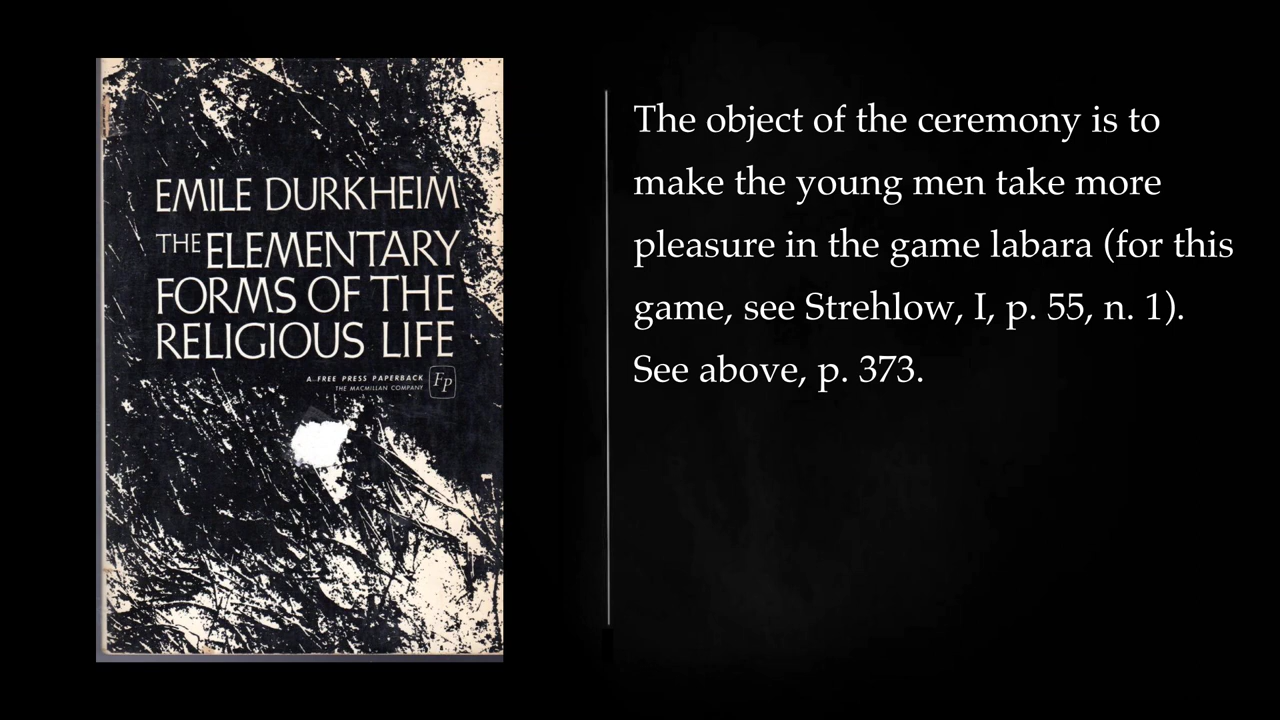 EMILE DURKHEIM
THE ELEMENTARY
FORMS OF THE
RELIGIOUS LIFE
A FREE PRESS PAPERBACK
THE MACMILLAN COMPANY
Fp
The object of the ceremony is to
make the young men take more
pleasure in the game labara (for this
game, see Strehlow, I, p. 55, n. 1).
See above, p. 373.